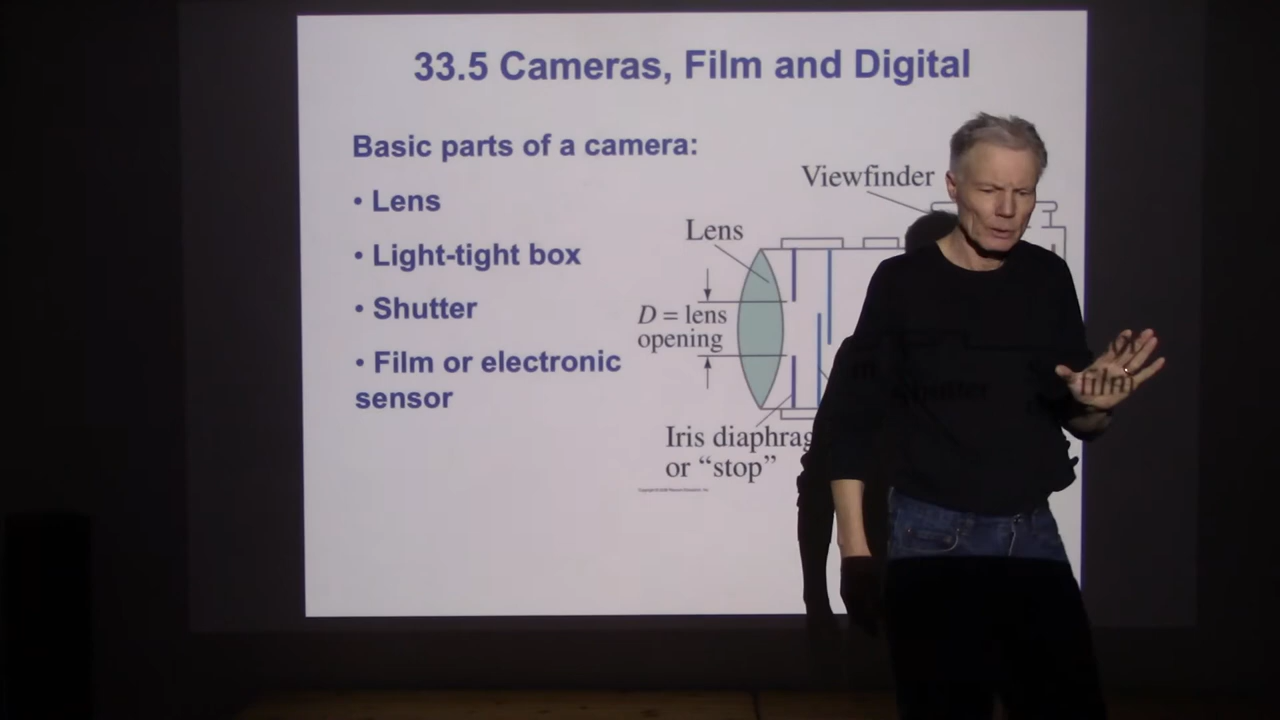 33.5 Cameras, Film and Digital
Basic parts of a camera:
• Lens
• Light-tight box
• Shutter
• Film or electronic
sensor
Viewfinder
Lens
D = lens
opening
Iris diaphrag
or “stop”
film